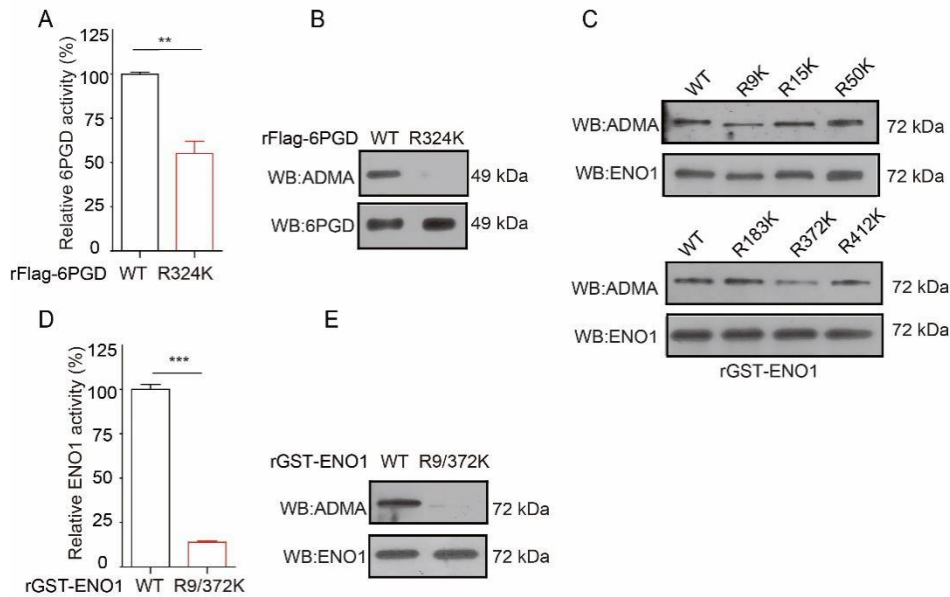 A
Relative 6PGD activity (%)
125
100
75
50
25
0
**
rFlag-6PGD WT R324K
B
rFlag-6PGD WT R324K
WB:ADMA 49 kDa
WB:6PGD 49 kDa
C
WT R9K R15K R50K
WB:ADMA 72 kDa
WB:ENO1 72 kDa
WT R183K R372K R412K
WB:ADMA 72 kDa
WB:ENO1 72 kDa
rGST-ENO1
D
Relative ENO1 activity (%)
125
100
75
50
25
0
***
rGST-ENO1 WT R9/372K
E
rGST-ENO1 WT R9/372K
WB:ADMA 72 kDa
WB:ENO1 72 kDa